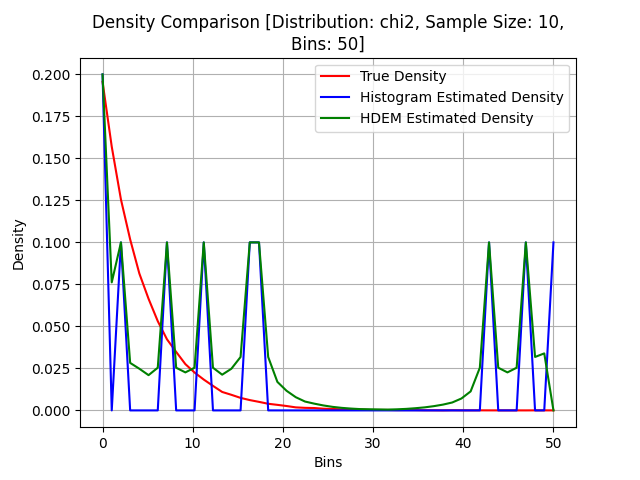 Density Comparison [Distribution: chi2, Sample Size: 10,
Bins: 50]
True Density
Histogram Estimated Density
HDEM Estimated Density
Density
0.200
0.175
0.150
0.125
0.100
0.075
0.050
0.025
0.000
0 10 20 30 40 50
Bins